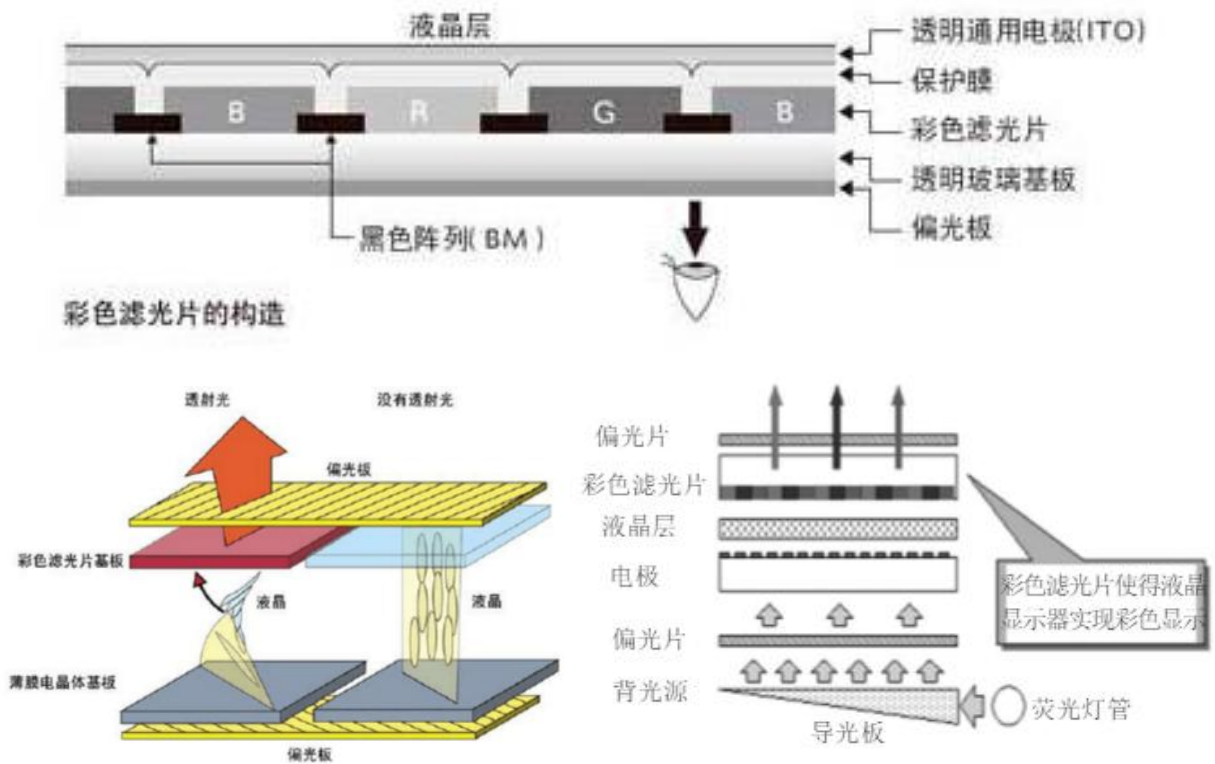 液晶层
透明通用电极(ITO)
保护膜
B
R
G
B
彩色滤光片
透明玻璃基板
偏光板
黑色阵列(BM)
彩色滤光片的构造
透射光
没有透射光
偏光板
彩色滤光片基板
液晶
液晶
薄膜电晶体基板
偏光板
偏光片
彩色滤光片
液晶层
电极
偏光片
背光源
导光板
荧光灯管
彩色滤光片使得液晶
显示器实现彩色显示